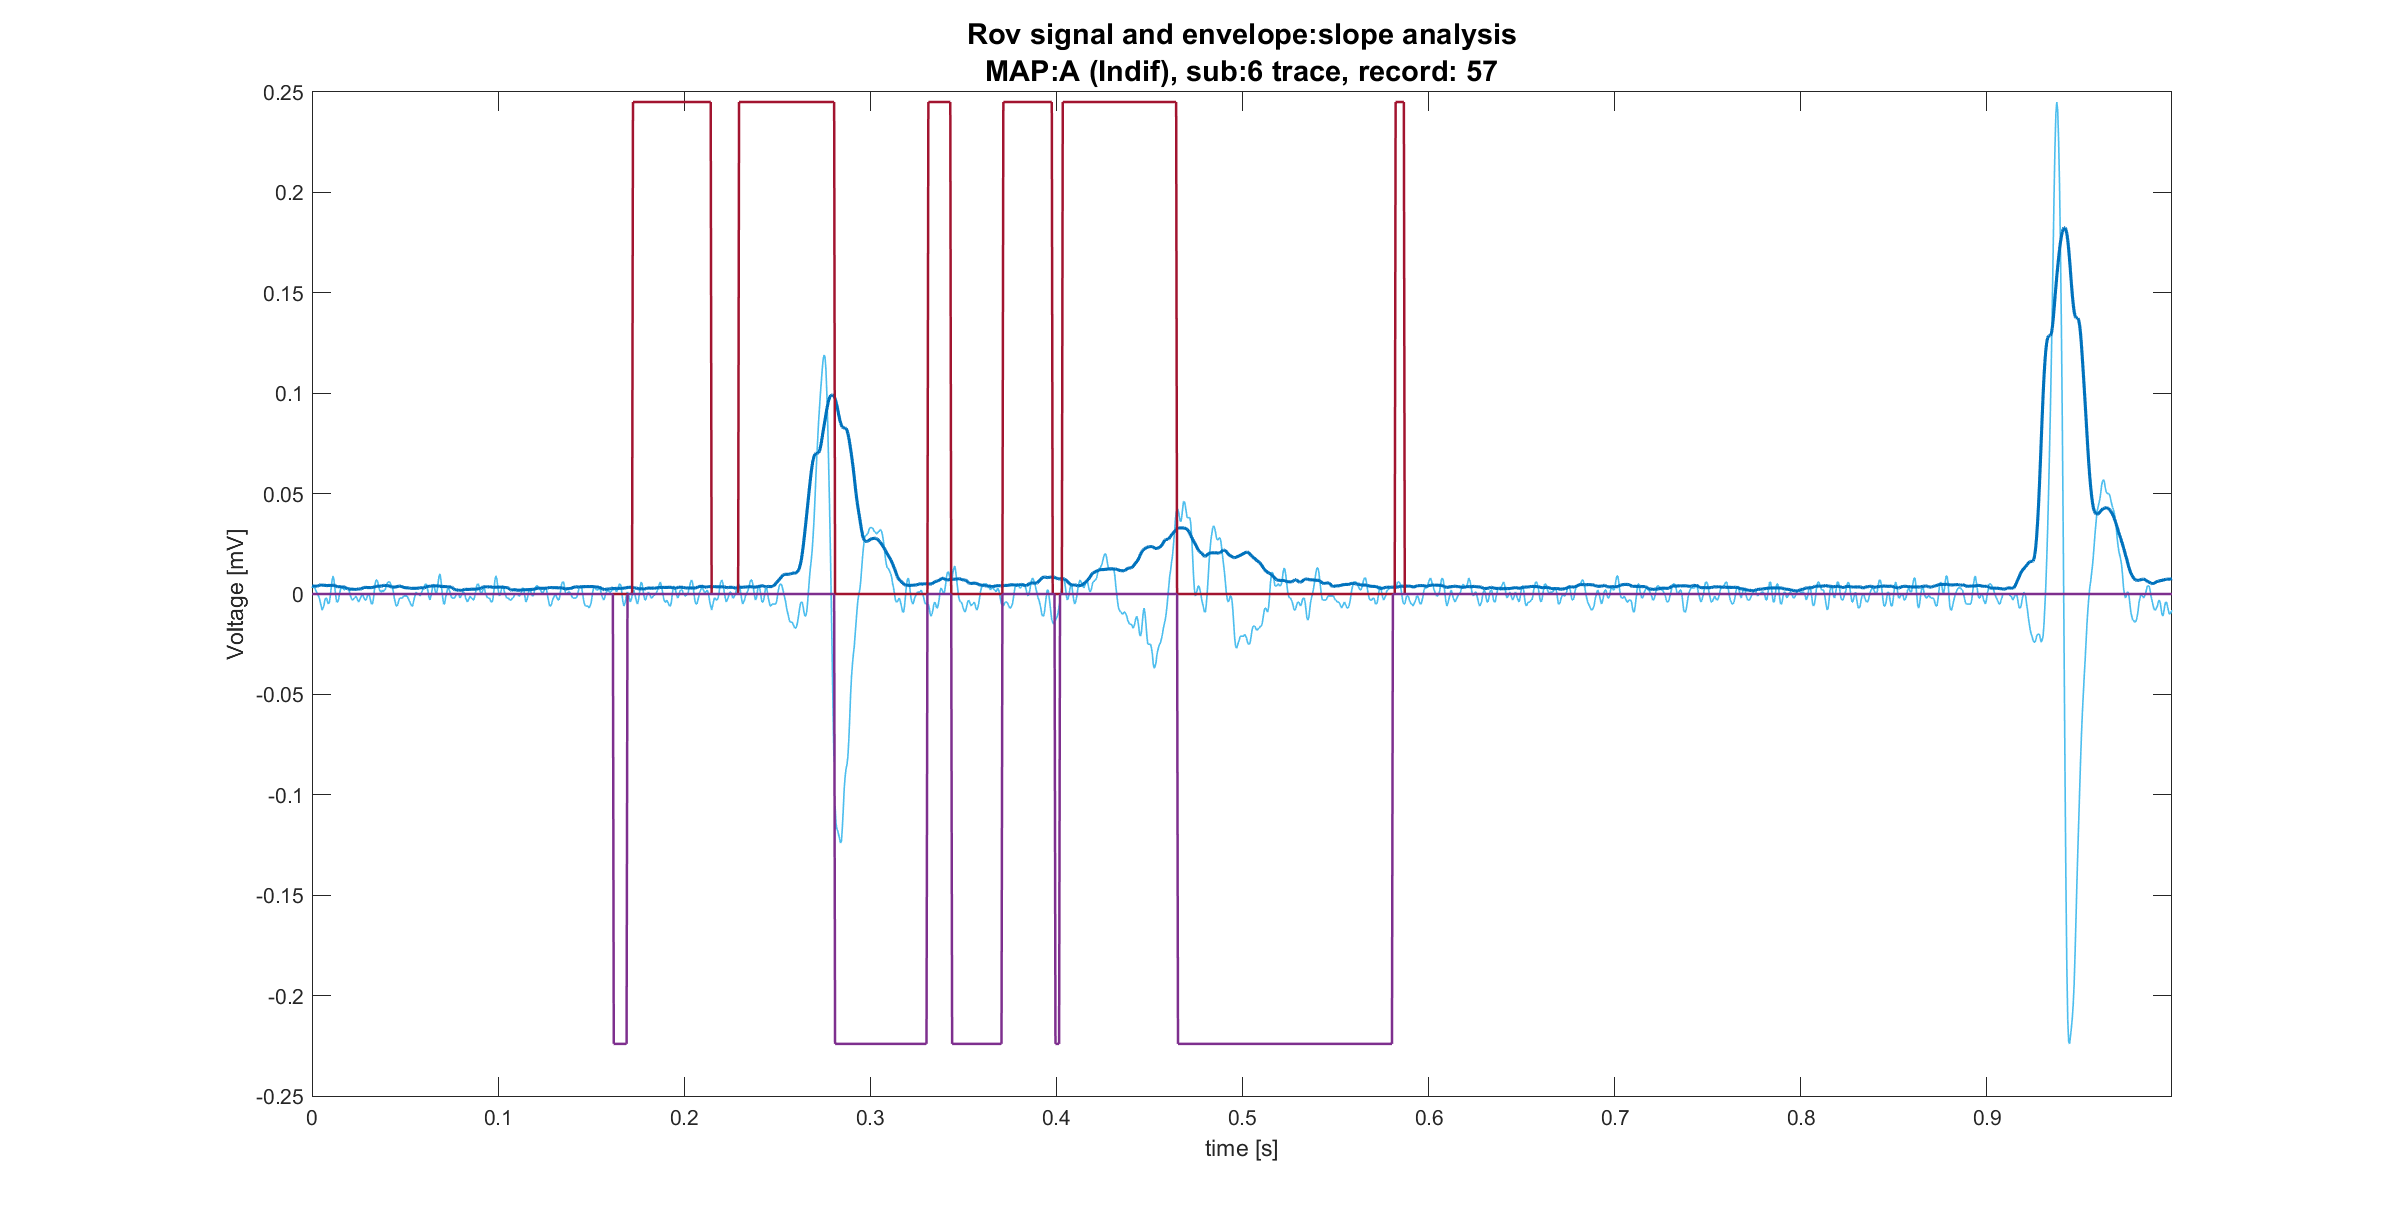 Rov signal and envelope:slope analysis
MAP:A (Indif), sub:6 trace, record: 57
0.25
0.2
0.15
0.1
0.05
0
-0.05
-0.1
-0.15
-0.2
-0.25
Voltage [mV]
0 0.1 0.2 0.3 0.4 0.5 0.6 0.7 0.8 0.9
time [s]